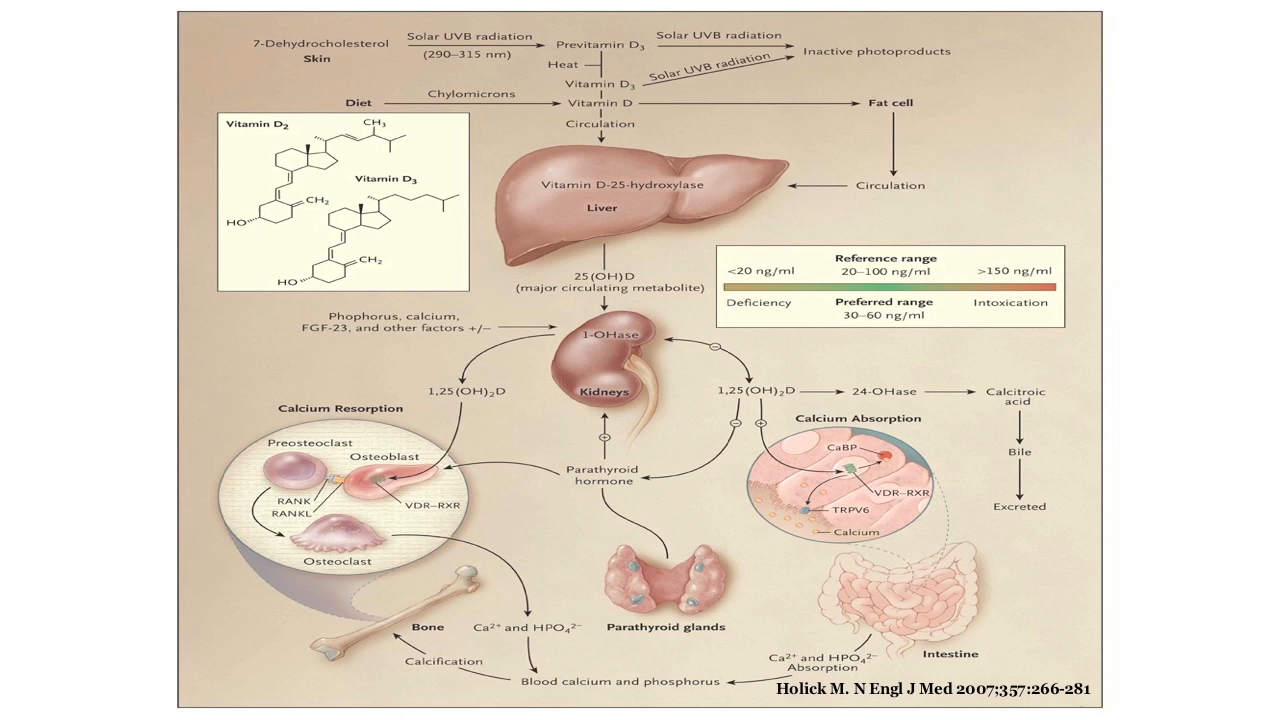 7-Dehydrocholesterol
Skin
Solar UVB radiation
(290–315 nm)
Previtamin D₃
Solar UVB radiation
Inactive photoproducts
Heat
Solar UVB radiation
Vitamin D₃
Diet
Chylomicrons
Vitamin D
Fat cell
Circulation
Vitamin D₂
CH₃
CH₂
HO
Vitamin D₃
CH₂
HO
Vitamin D-25-hydroxylase
Liver
Circulation
25(OH)D
(major circulating metabolite)
Reference range
<20 ng/ml
20–100 ng/ml
>150 ng/ml
Deficiency
Preferred range
Intoxication
30–60 ng/ml
Phophorus, calcium,
FGF-23, and other factors +/–
1-OHase
Kidneys
–
1,25(OH)₂D
1,25(OH)₂D
24-OHase
Calcitroic
acid
Bile
Excreted
–
+
+
Calcium Resorption
Preosteoclast
Osteoblast
RANK
RANKL
VDR–RXR
Osteoclast
Parathyroid
hormone
Calcium Absorption
CaBP
VDR–RXR
TRPV6
Calcium
Bone
Ca²⁺ and HPO₄²⁻
Parathyroid glands
Intestine
Calcification
Ca²⁺ and HPO₄²⁻
Absorption
Blood calcium and phosphorus
Holick M. N Engl J Med 2007;357:266-281